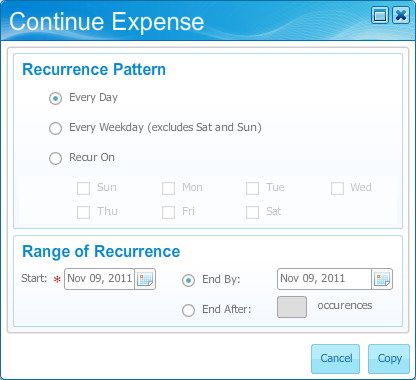 Continue Expense
Recurrence Pattern
Every Day
Every Weekday (excludes Sat and Sun)
Recur On
Sun Mon Tue Wed
Thu Fri Sat
Range of Recurrence
Start: * Nov 09, 2011 End By: Nov 09, 2011
End After: occurences
Cancel Copy